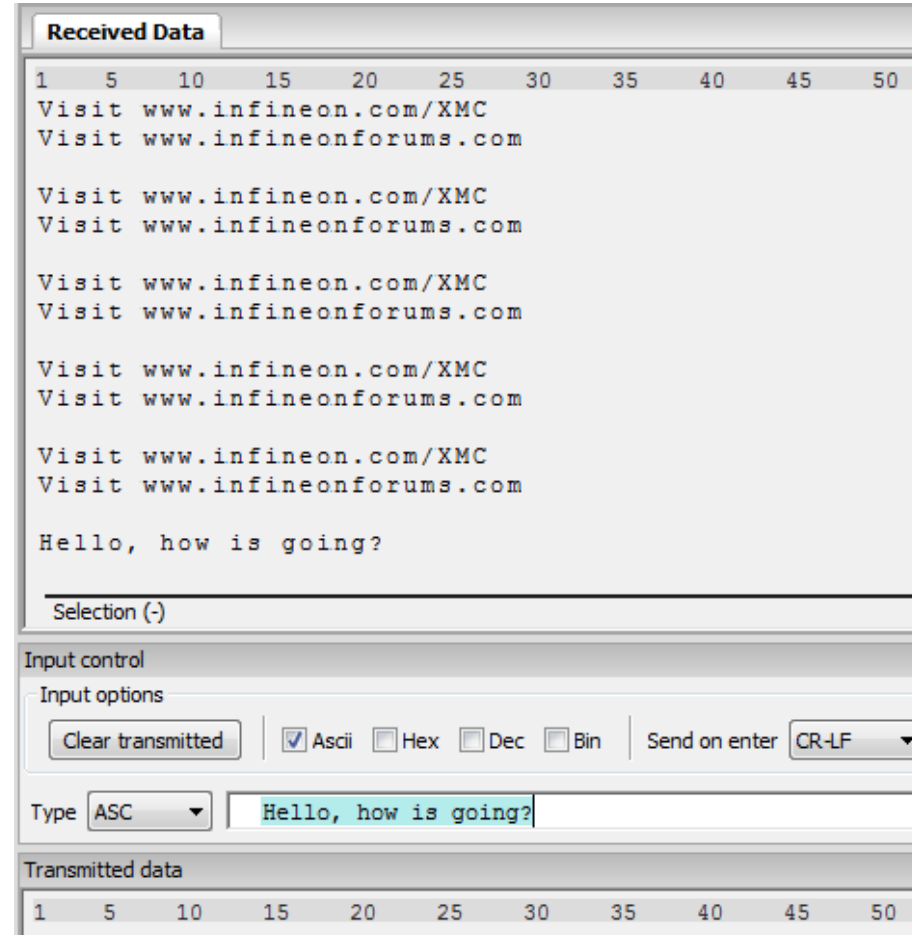 Received Data
1 5 10 15 20 25 30 35 40 45 50
Visit www.infineon.com/XMC
Visit www.infineonforums.com
Visit www.infineon.com/XMC
Visit www.infineonforums.com
Visit www.infineon.com/XMC
Visit www.infineonforums.com
Visit www.infineon.com/XMC
Visit www.infineonforums.com
Visit www.infineon.com/XMC
Visit www.infineonforums.com
Hello, how is going?
Selection (-)
Input control
Input options
Clear transmitted Ascii Hex Dec Bin Send on enter CR-LF
Type ASC Hello, how is going?
Transmitted data
1 5 10 15 20 25 30 35 40 45 50